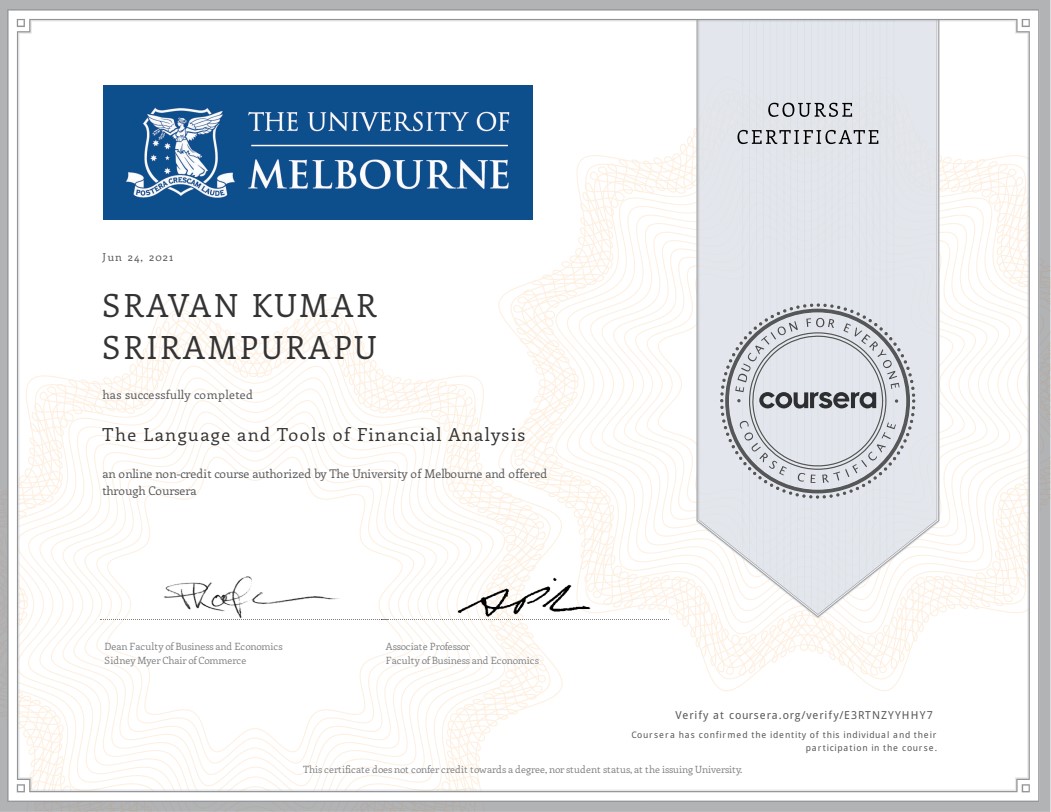 THE UNIVERSITY OF
MELBOURNE
POSTERA CRESCAM LAUDE
COURSE
CERTIFICATE
Jun 24, 2021
SRAVAN KUMAR
SRIRAMPURAPU
has successfully completed
The Language and Tools of Financial Analysis
an online non-credit course authorized by The University of Melbourne and offered
through Coursera
EDUCATION FOR EVERYONE
coursera
COURSE CERTIFICATE
Dean Faculty of Business and Economics
Sidney Myer Chair of Commerce
Associate Professor
Faculty of Business and Economics
Verify at coursera.org/verify/E3RTNZYYHHY7
Coursera has confirmed the identity of this individual and their
participation in the course.
This certificate does not confer credit towards a degree, nor student status, at the issuing University.